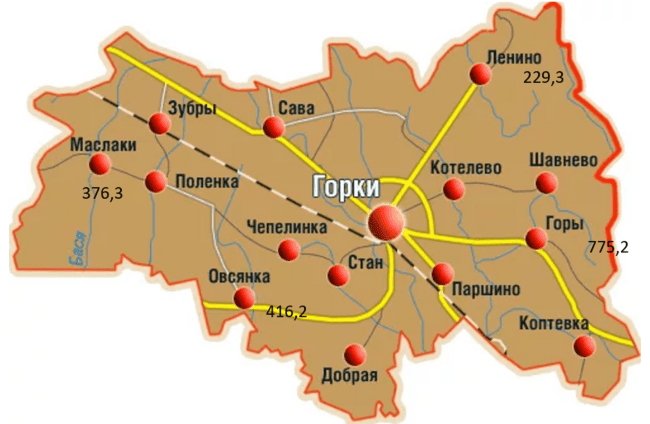 Ленино
229,3
Зубры
Сава
Маслаки
376,3
Поленка
Котелево
Шавнево
Горки
Чепелинка
Горы
775,2
Бася
Стан
Овсянка
416,2
Паршино
Коптевка
Добрая